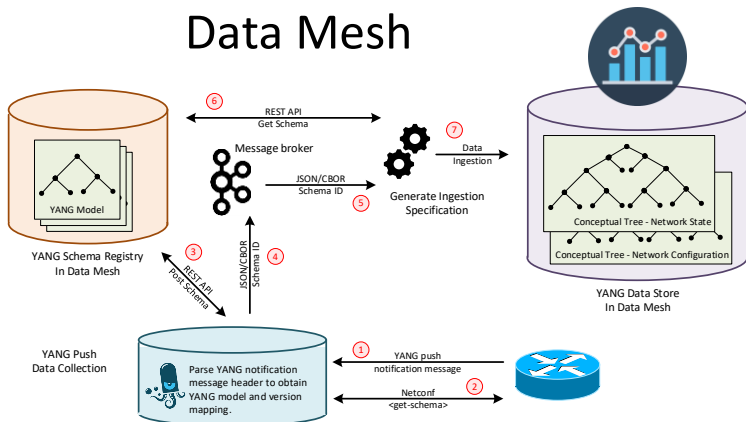 Data Mesh
6
REST API
Get Schema
7
Data
Ingestion
Message broker
YANG Model
JSON/CBOR
Schema ID
5
Generate Ingestion
Specification
Conceptual Tree - Network State
Conceptual Tree - Network Configuration
YANG Schema Registry
In Data Mesh
3
REST API
Post Schema
JSON/CBOR
Schema ID
4
YANG Data Store
In Data Mesh
YANG Push
Data Collection
Parse YANG notification
message header to obtain
YANG model and version
mapping.
1
YANG push
notification message
2
Netconf
<get-schema>